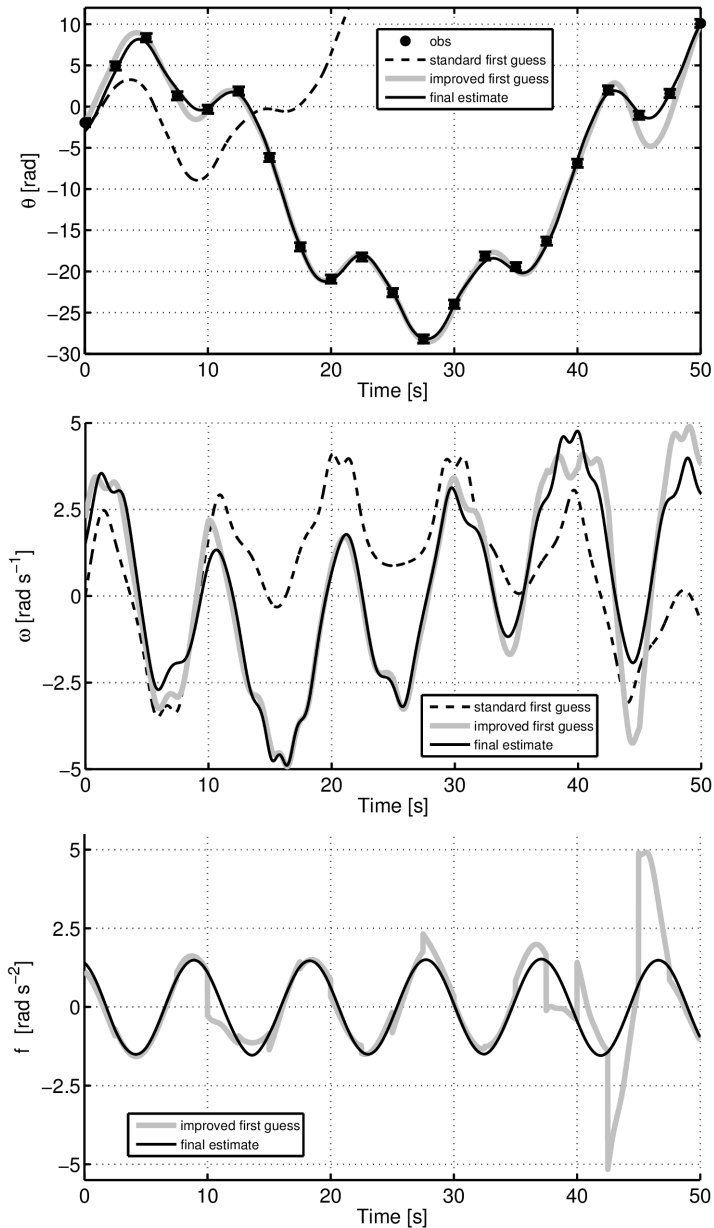 10
5
0
−5
−10
−15
−20
−25
−30
θ [rad]
obs
standard first guess
improved first guess
final estimate
0 10 20 30 40 50
Time [s]
5
2.5
0
−2.5
−5
ω [rad s⁻¹]
standard first guess
improved first guess
final estimate
0 10 20 30 40 50
Time [s]
5
2.5
0
−2.5
−5
f [rad s⁻²]
improved first guess
final estimate
0 10 20 30 40 50
Time [s]